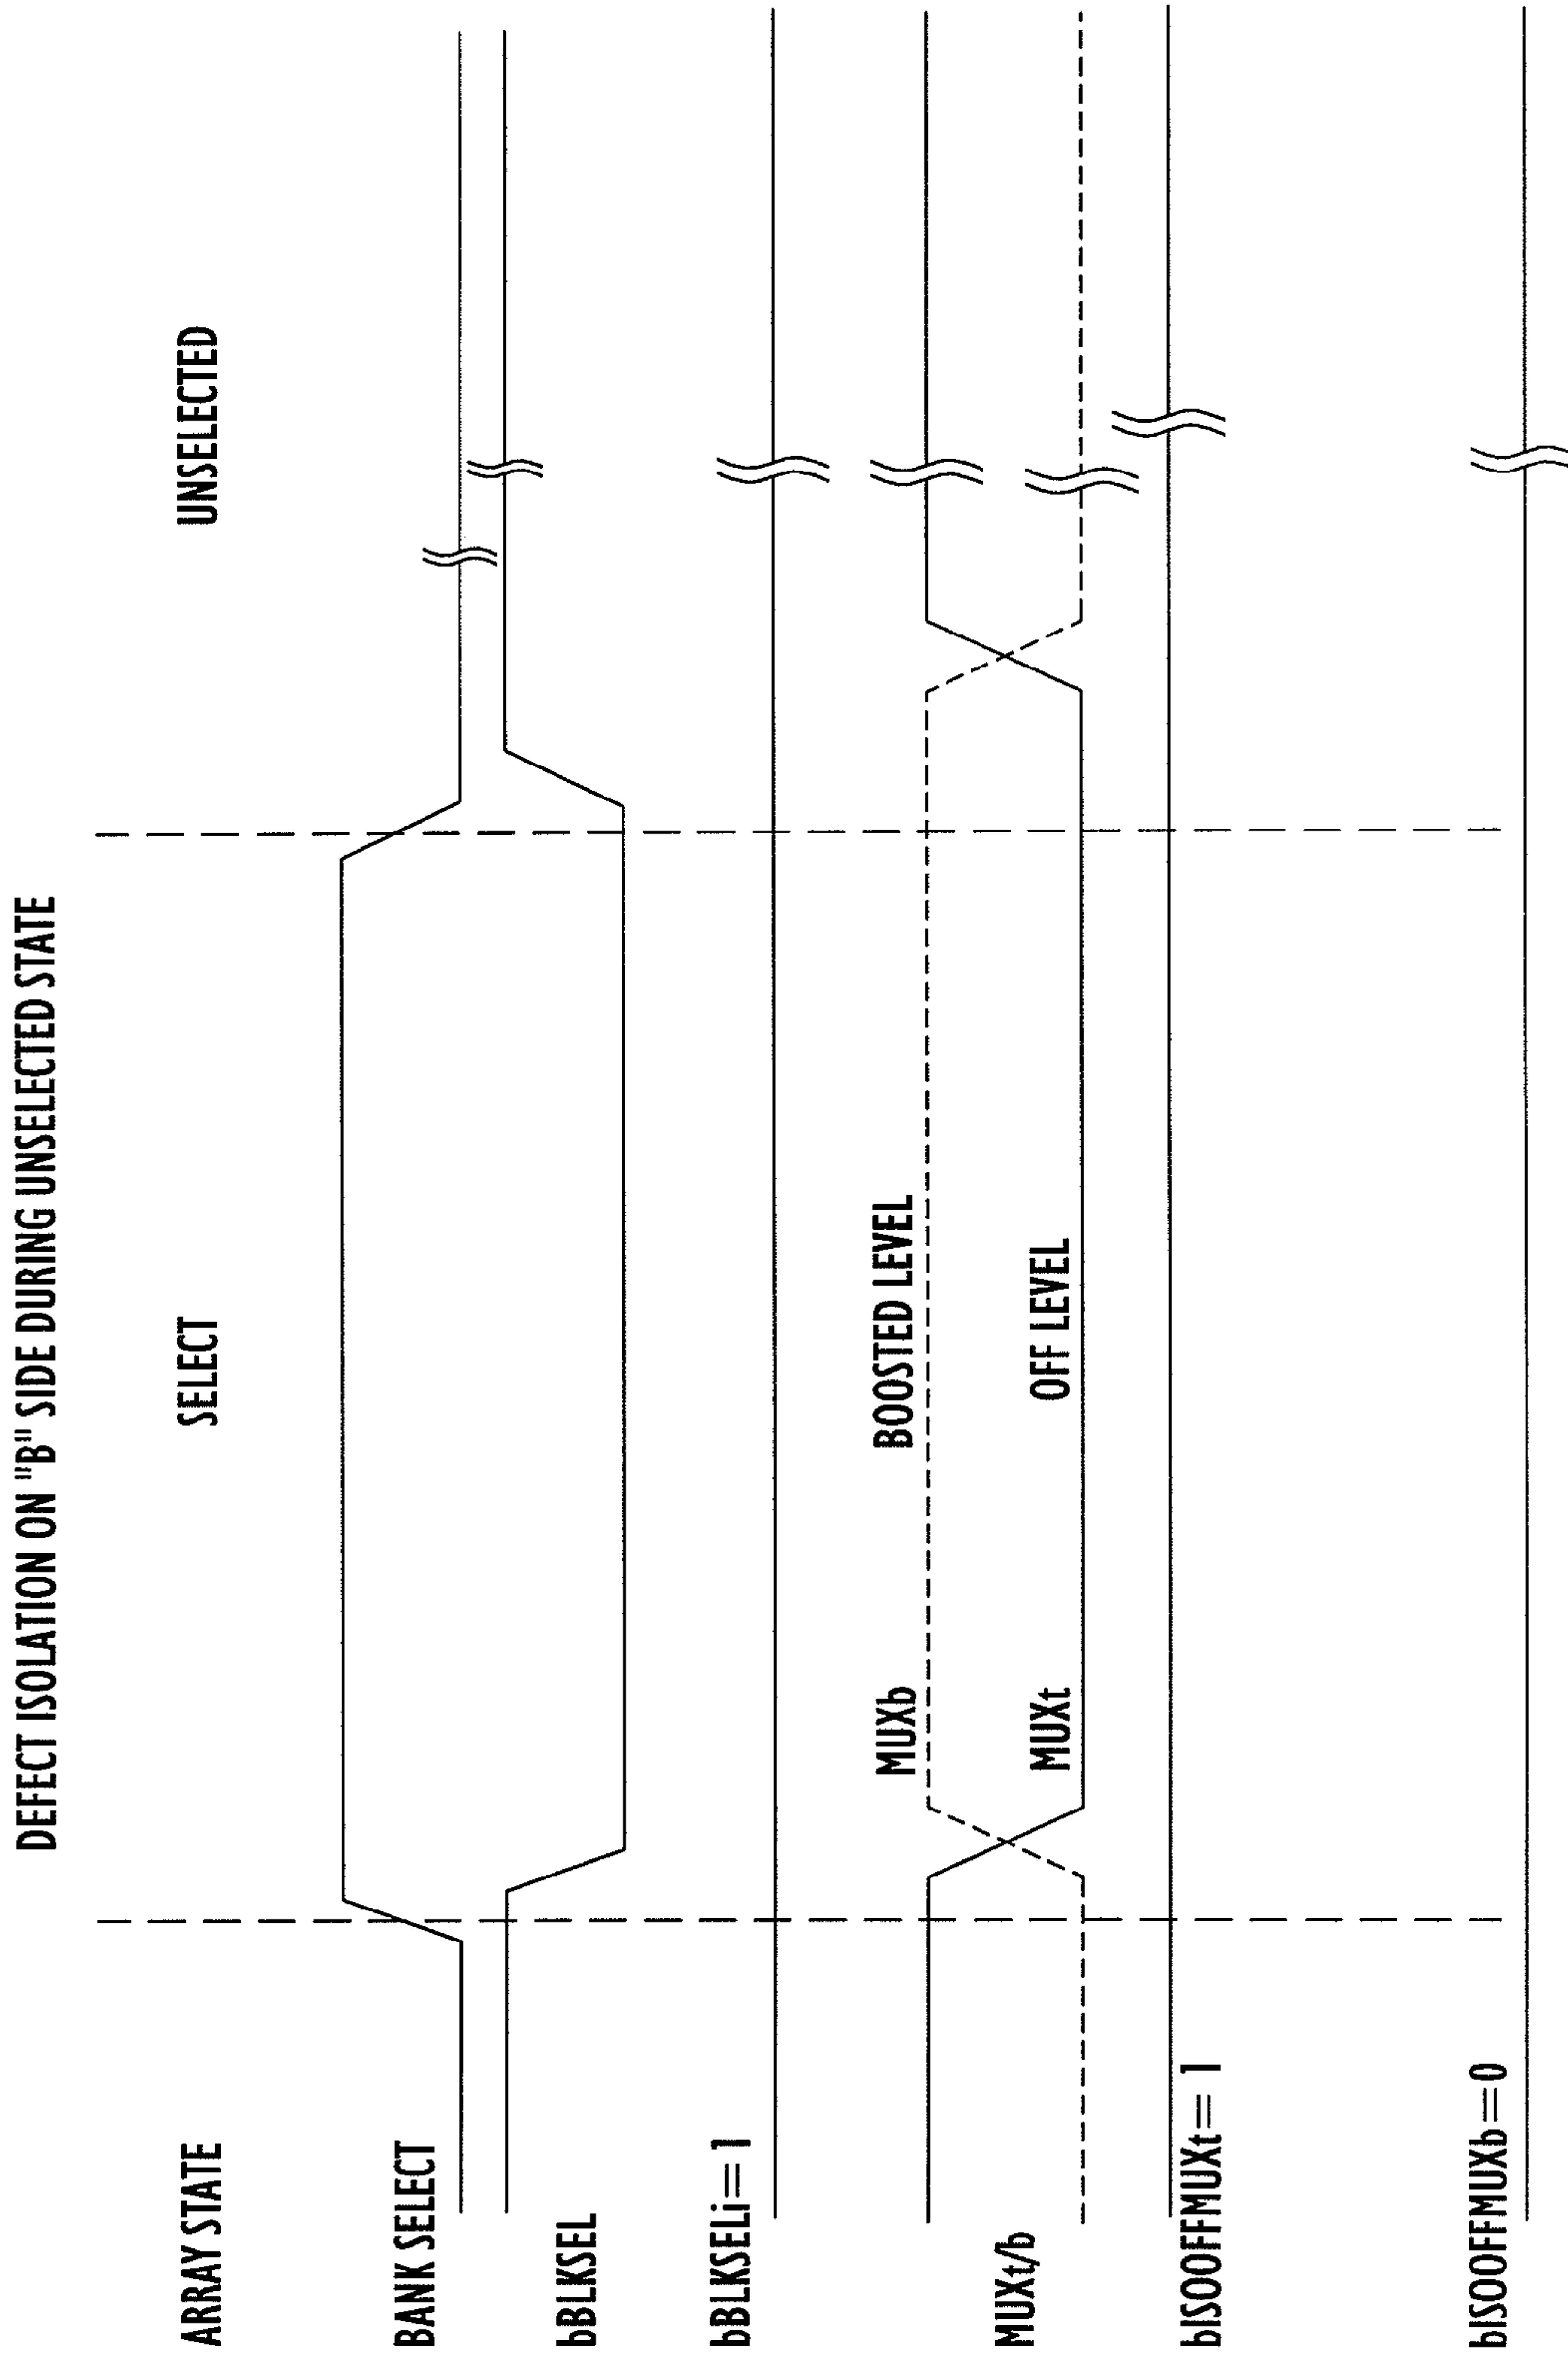 DEFECT ISOLATION ON "B" SIDE DURING UNSELECTED STATE
ARRAY STATE
SELECT
UNSELECTED
BANK SELECT
bBLKSEL
bBLKSELi=1
MUXb
BOOSTED LEVEL
MUXt/b
MUXt
OFF LEVEL
bISOOFFMUXt=1
bISOOFFMUXb=0